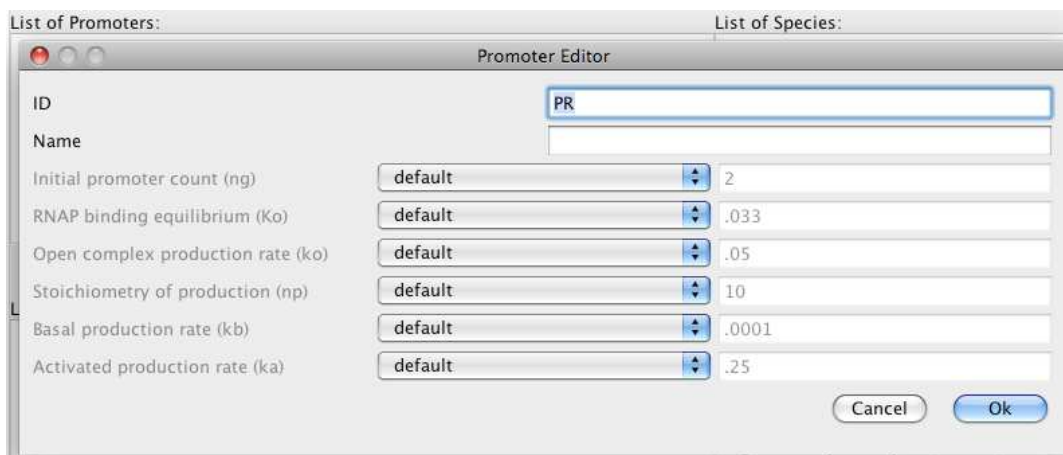 List of Promoters: List of Species:
Promoter Editor
ID PR
Name
Initial promoter count (ng) default 2
RNAP binding equilibrium (Ko) default .033
Open complex production rate (ko) default .05
Stoichiometry of production (np) default 10
L
Basal production rate (kb) default .0001
Activated production rate (ka) default .25
Cancel Ok